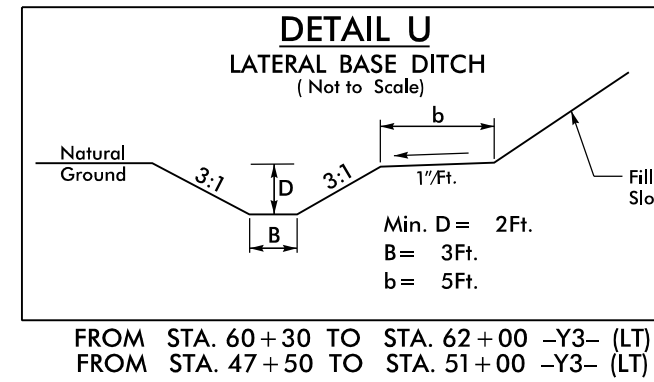 DETAIL U
LATERAL BASE DITCH
( Not to Scale)
b
Natural
Ground
3:1
D
3:1
1"/Ft.
Fill
B
Min. D = 2Ft.
B= 3Ft.
b= 5Ft.
FROM STA. 60+30 TO STA. 62+00 -Y3- (LT)
FROM STA. 47+50 TO STA. 51+00 -Y3- (LT)